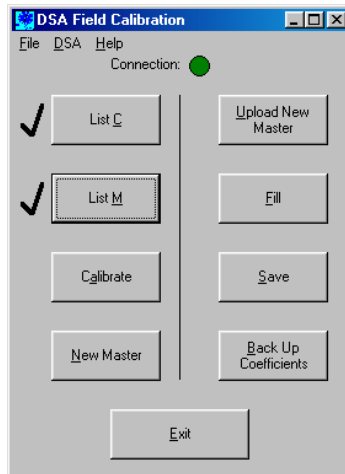 DSA Field Calibration
File DSA Help
Connection:
List C
Upload New
Master
List M
Fill
Calibrate
Save
New Master
Back Up
Coefficients
Exit